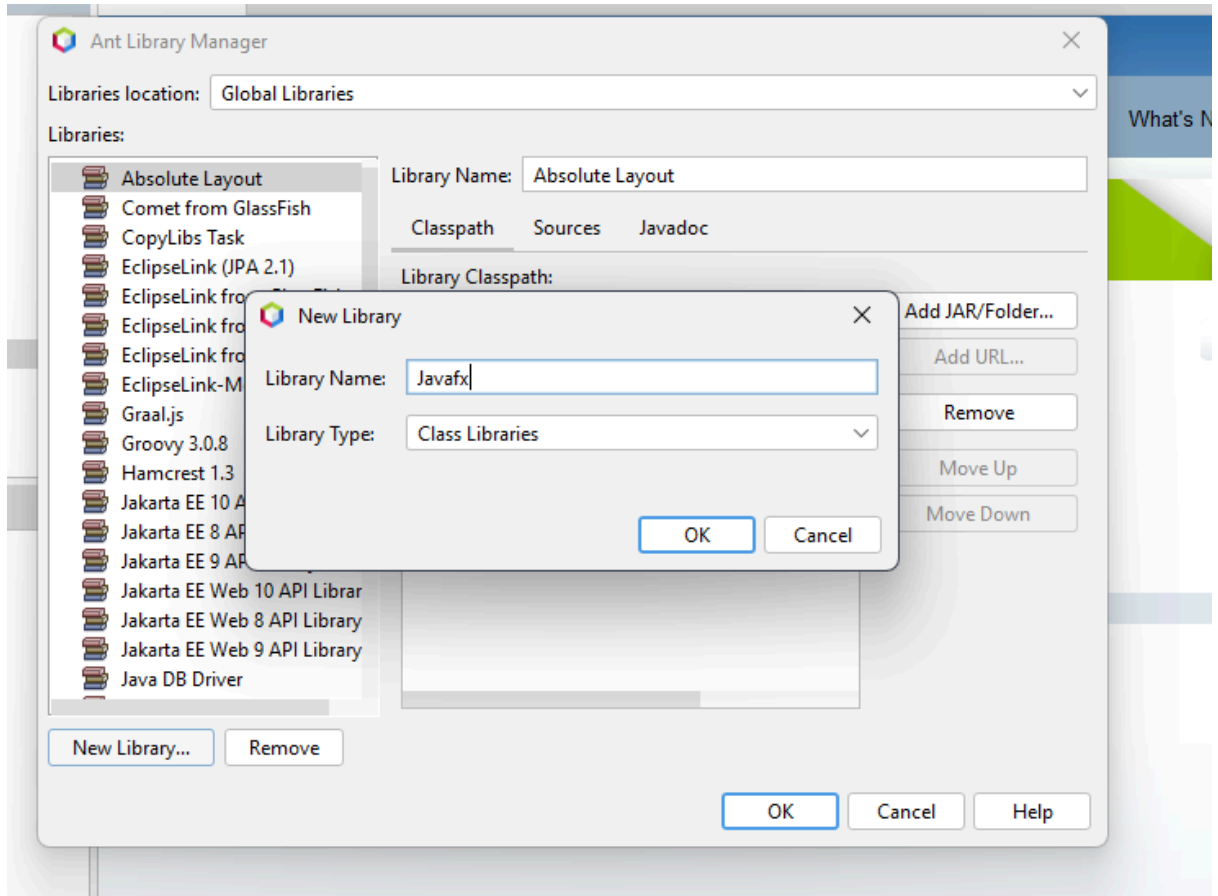 Ant Library Manager
Libraries location: Global Libraries
What's N
Libraries:
Absolute Layout
Comet from GlassFish
CopyLibs Task
EclipseLink (JPA 2.1)
EclipseLink fro
EclipseLink fro
EclipseLink fro
EclipseLink-M
Graal.js
Groovy 3.0.8
Hamcrest 1.3
Jakarta EE 10 A
Jakarta EE 8 AP
Jakarta EE 9 AP
Jakarta EE Web 10 API Librar
Jakarta EE Web 8 API Library
Jakarta EE Web 9 API Library
Java DB Driver
New Library... Remove
Library Name: Absolute Layout
Classpath Sources Javadoc
Library Classpath:
Add JAR/Folder...
Add URL...
Remove
Move Up
Move Down
New Library
Library Name: Javafx
Library Type: Class Libraries
OK Cancel
OK Cancel Help